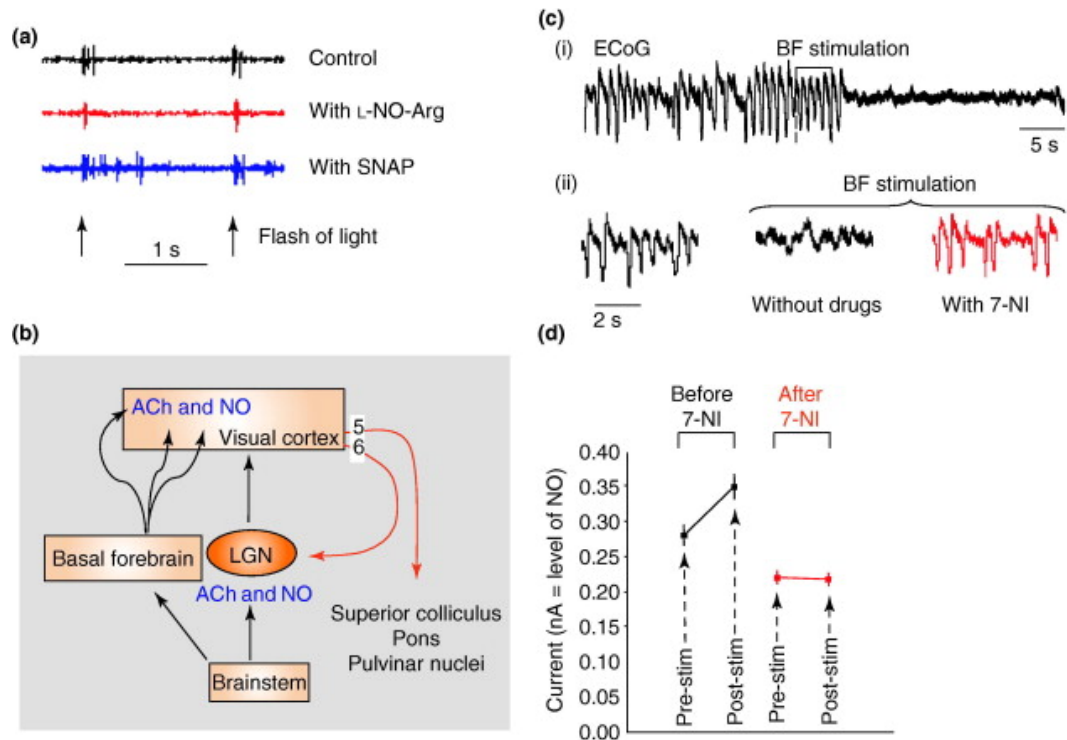 (a)
Control
With L-NO-Arg
With SNAP
Flash of light
1 s
(b)
ACh and NO
Visual cortex
5
6
Basal forebrain
LGN
ACh and NO
Superior colliculus
Pons
Pulvinar nuclei
Brainstem
(c)
(i) ECoG BF stimulation
5 s
(ii) BF stimulation
Without drugs With 7-NI
2 s
(d)
Before
7-NI
After
7-NI
Current (nA = level of NO)
0.40
0.35
0.30
0.25
0.20
0.15
0.10
0.05
0.00
Pre-stim
Post-stim
Pre-stim
Post-stim